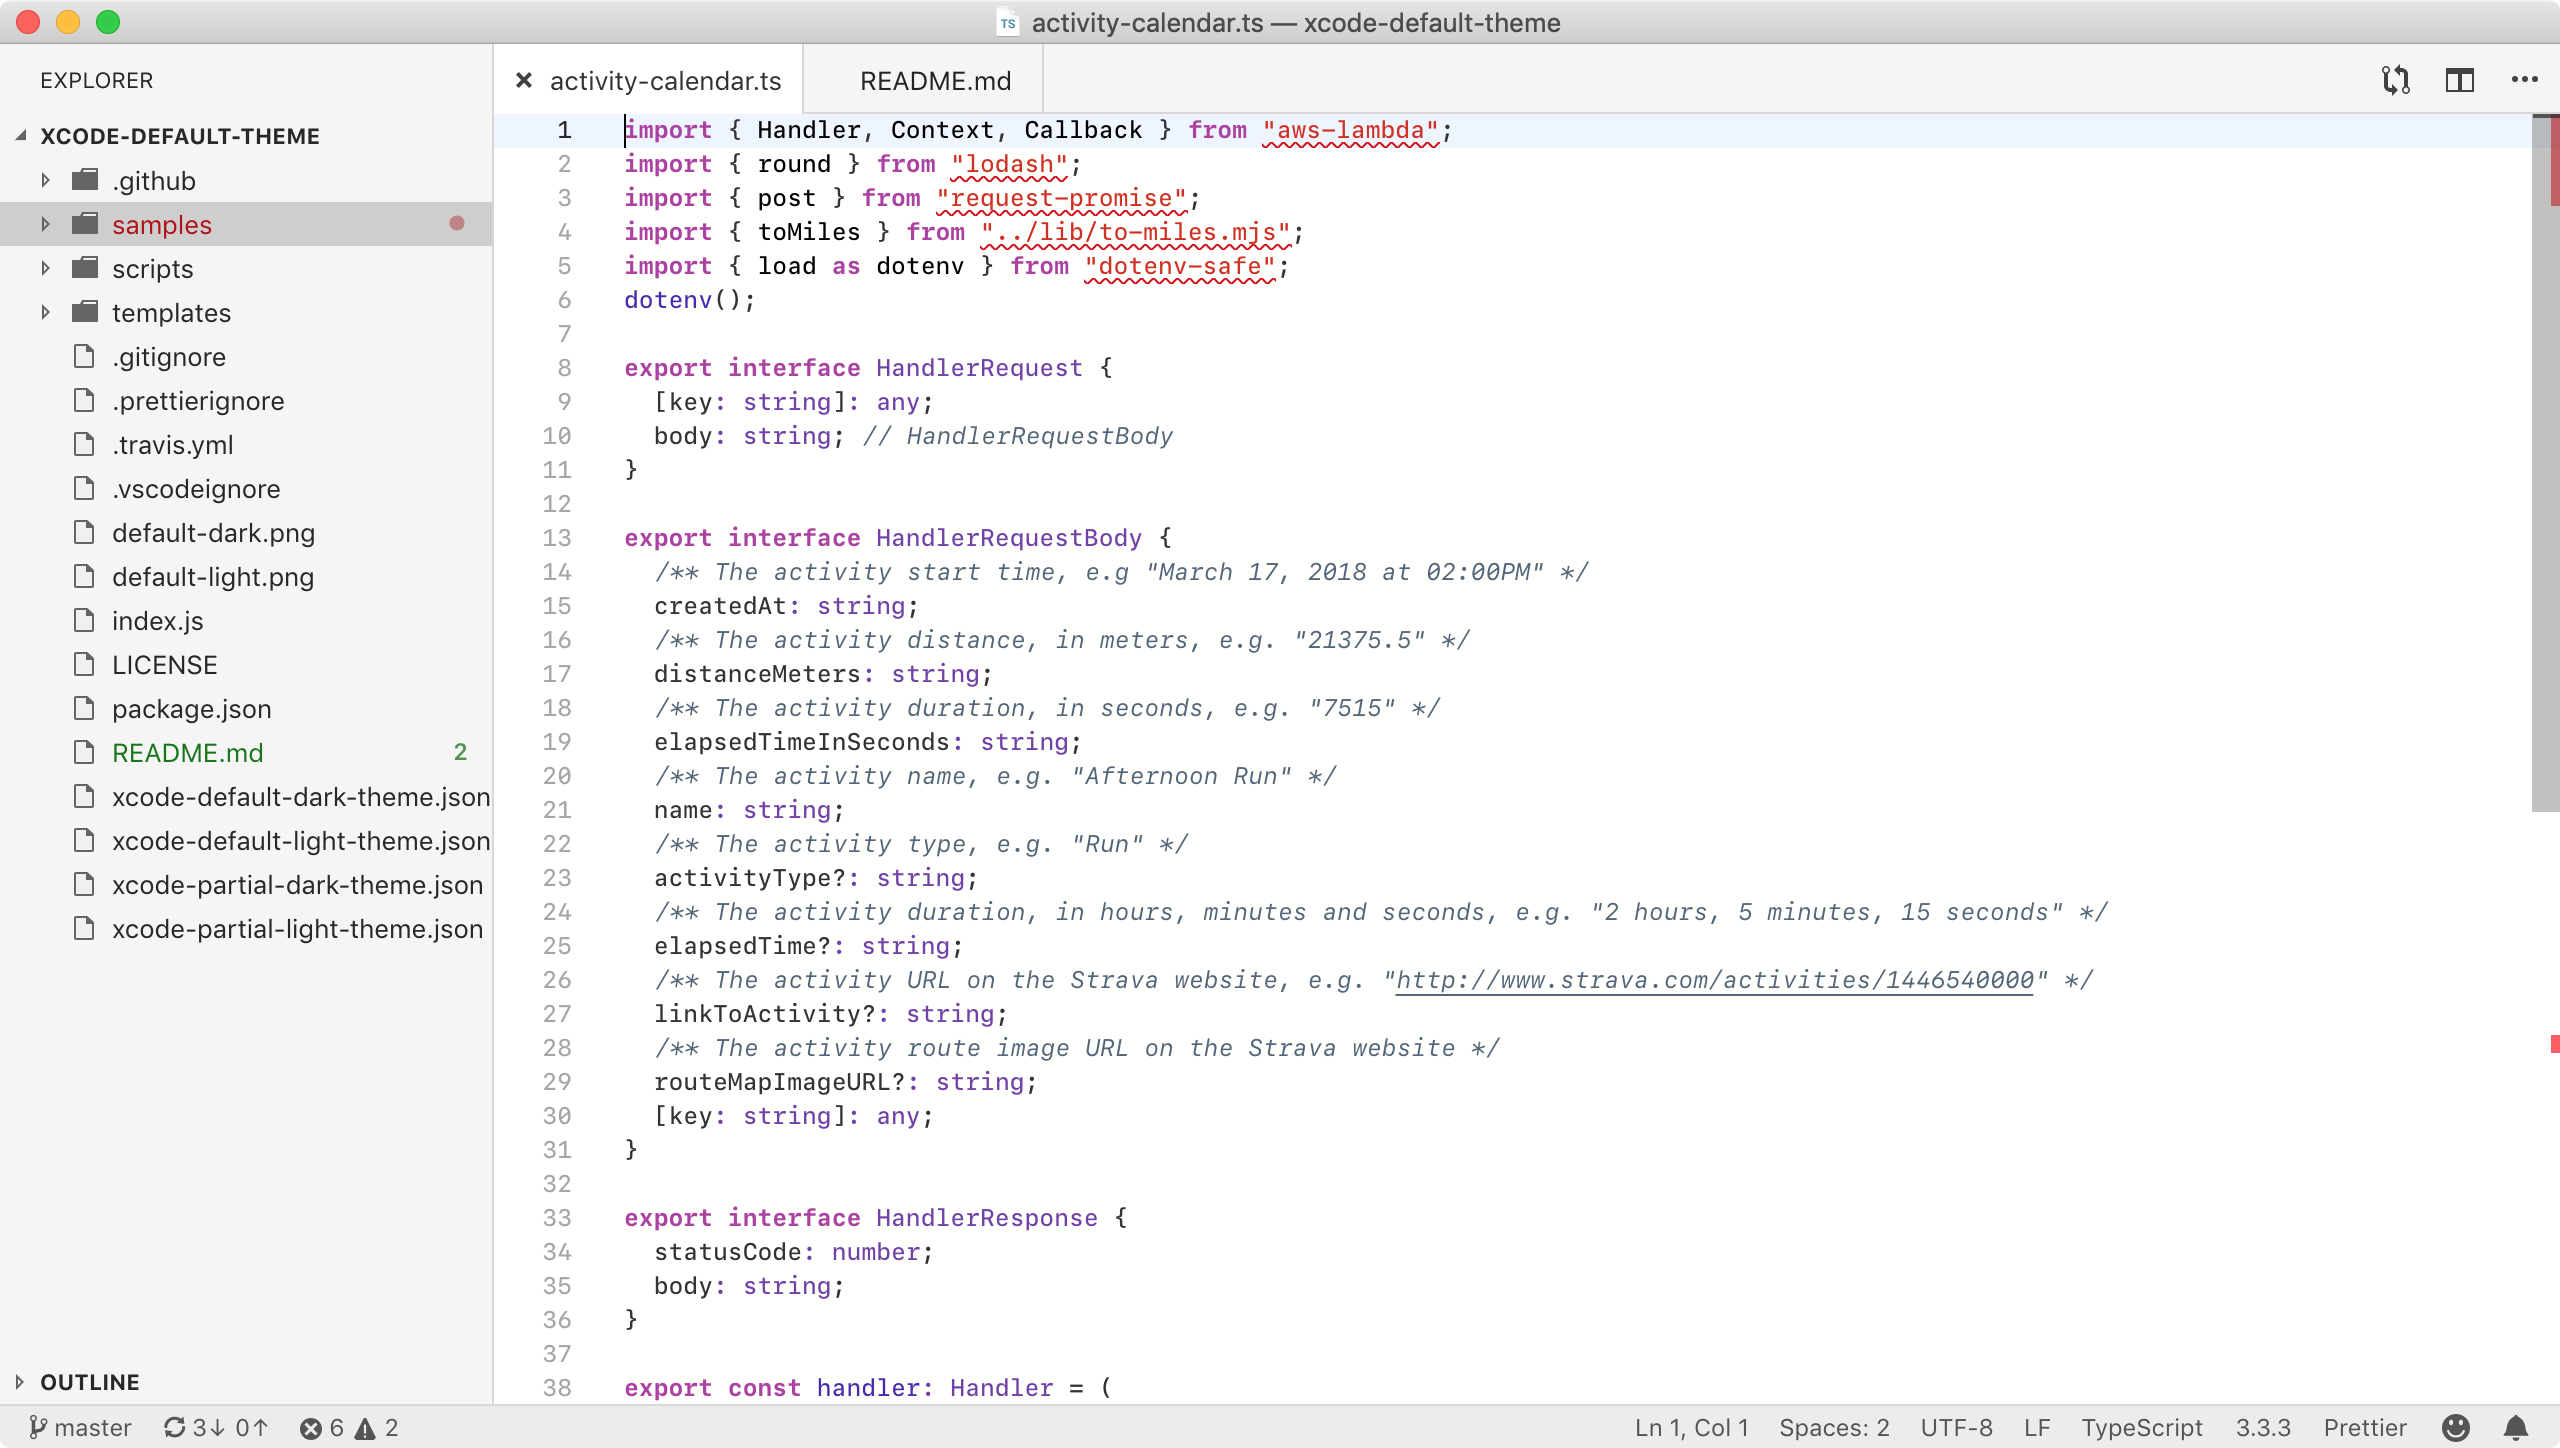 TS activity-calendar.ts — xcode-default-theme
EXPLORER
XCODE-DEFAULT-THEME
.github
samples
scripts
templates
.gitignore
.prettierignore
.travis.yml
.vscodeignore
default-dark.png
default-light.png
index.js
LICENSE
package.json
README.md 2
xcode-default-dark-theme.json
xcode-default-light-theme.json
xcode-partial-dark-theme.json
xcode-partial-light-theme.json
OUTLINE
activity-calendar.ts README.md
1 import { Handler, Context, Callback } from "aws-lambda";
2 import { round } from "lodash";
3 import { post } from "request-promise";
4 import { toMiles } from "../lib/to-miles.mjs";
5 import { load as dotenv } from "dotenv-safe";
6 dotenv();
7
8 export interface HandlerRequest {
9 [key: string]: any;
10 body: string; // HandlerRequestBody
11 }
12
13 export interface HandlerRequestBody {
14 /** The activity start time, e.g "March 17, 2018 at 02:00PM" */
15 createdAt: string;
16 /** The activity distance, in meters, e.g. "21375.5" */
17 distanceMeters: string;
18 /** The activity duration, in seconds, e.g. "7515" */
19 elapsedTimeInSeconds: string;
20 /** The activity name, e.g. "Afternoon Run" */
21 name: string;
22 /** The activity type, e.g. "Run" */
23 activityType?: string;
24 /** The activity duration, in hours, minutes and seconds, e.g. "2 hours, 5 minutes, 15 seconds" */
25 elapsedTime?: string;
26 /** The activity URL on the Strava website, e.g. "http://www.strava.com/activities/1446540000" */
27 linkToActivity?: string;
28 /** The activity route image URL on the Strava website */
29 routeMapImageURL?: string;
30 [key: string]: any;
31 }
32
33 export interface HandlerResponse {
34 statusCode: number;
35 body: string;
36 }
37
38 export const handler: Handler = (
master 3↓ 0↑ 6 2 Ln 1, Col 1 Spaces: 2 UTF-8 LF TypeScript 3.3.3 Prettier